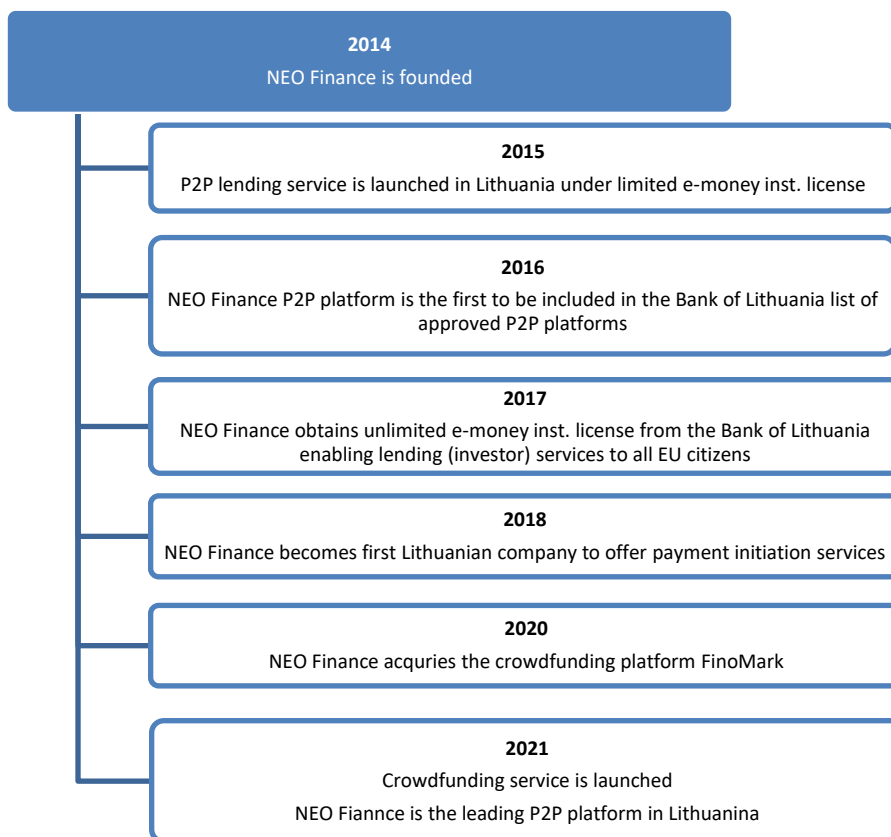 2014
NEO Finance is founded
2015
P2P lending service is launched in Lithuania under limited e-money inst. license
2016
NEO Finance P2P platform is the first to be included in the Bank of Lithuania list of
approved P2P platforms
2017
NEO Finance obtains unlimited e-money inst. license from the Bank of Lithuania
enabling lending (investor) services to all EU citizens
2018
NEO Finance becomes first Lithuanian company to offer payment initiation services
2020
NEO Finance acquries the crowdfunding platform FinoMark
2021
Crowdfunding service is launched
NEO Fiannce is the leading P2P platform in Lithuanina